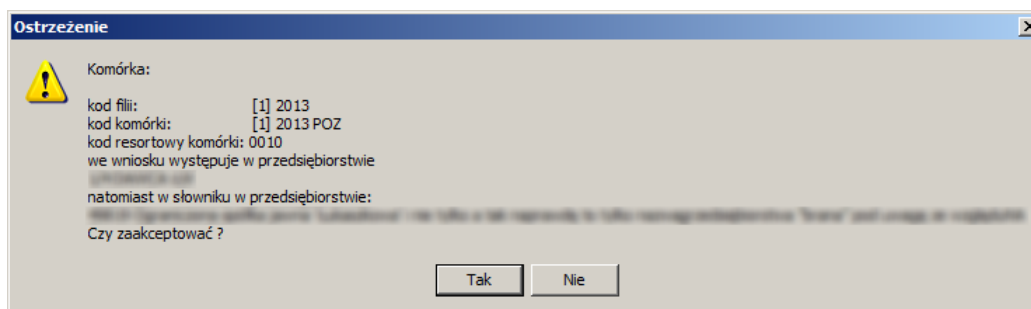 Ostrzeżenie
Komórka:
kod filii: [1] 2013
kod komórki: [1] 2013 POZ
kod resortowy komórki: 0010
we wniosku występuje w przedsiębiorstwie
natomiast w słowniku w przedsiębiorstwie:
Czy zaakceptować ?
Tak Nie